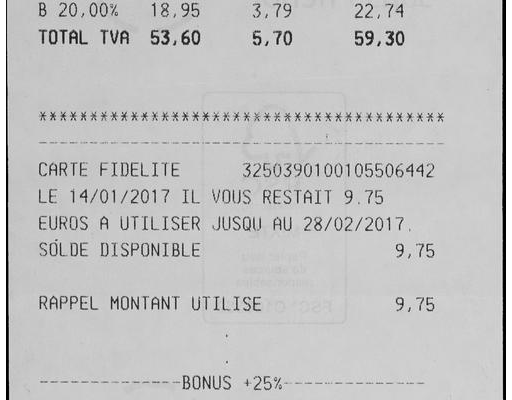 B 20,00% 18,95 3,79 22,74
TOTAL TVA 53,60 5,70 59,30
****************************************
CARTE FIDELITE 3250390100105506442
LE 14/01/2017 IL VOUS RESTAIT 9.75
EUROS A UTILISER JUSQU AU 28/02/2017.
SOLDE DISPONIBLE 9,75
RAPPEL MONTANT UTILISE 9,75
--------------BONUS +25%--------------